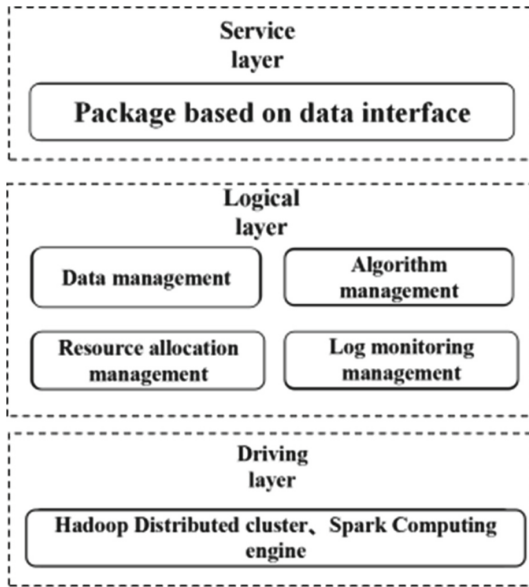 Service
layer
Package based on data interface
Logical
layer
Data management
Algorithm
management
Resource allocation
management
Log monitoring
management
Driving
layer
Hadoop Distributed cluster、Spark Computing
engine